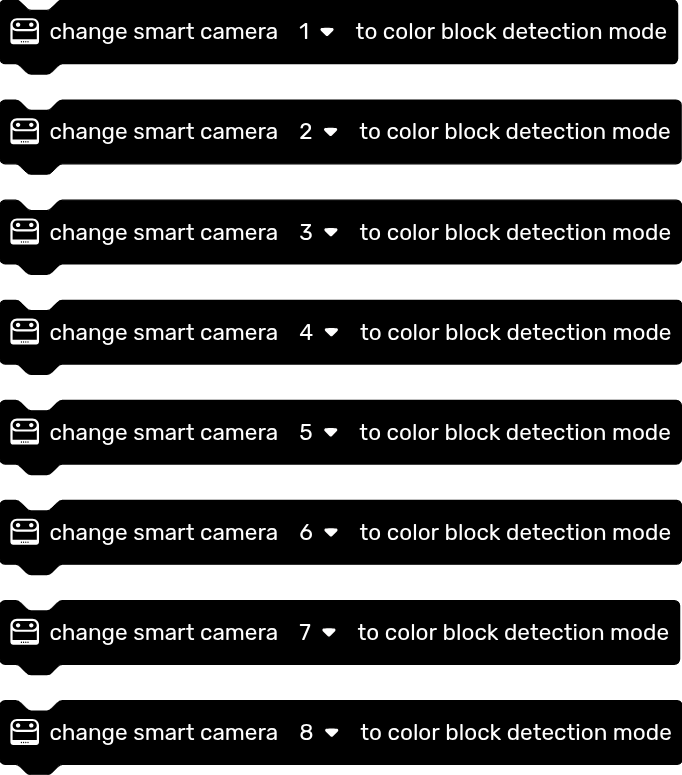 change smart camera 1 to color block detection mode
change smart camera 2 to color block detection mode
change smart camera 3 to color block detection mode
change smart camera 4 to color block detection mode
change smart camera 5 to color block detection mode
change smart camera 6 to color block detection mode
change smart camera 7 to color block detection mode
change smart camera 8 to color block detection mode